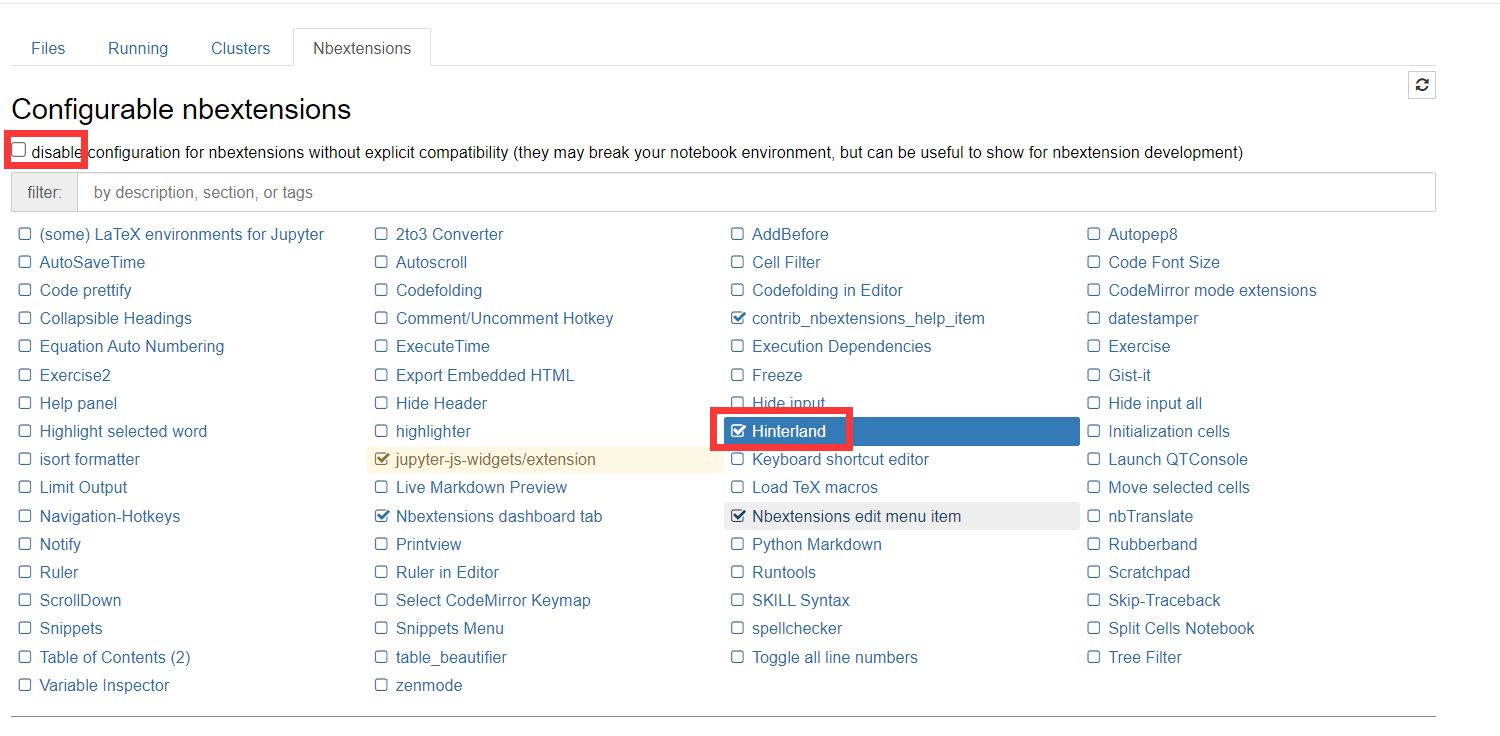 Files Running Clusters Nbextensions
Configurable nbextensions
disable configuration for nbextensions without explicit compatibility (they may break your notebook environment, but can be useful to show for nbextension development)
filter: by description, section, or tags
(some) LaTeX environments for Jupyter 2to3 Converter AddBefore Autopep8
AutoSaveTime Autoscroll Cell Filter Code Font Size
Code prettify Codefolding Codefolding in Editor CodeMirror mode extensions
Collapsible Headings Comment/Uncomment Hotkey contrib_nbextensions_help_item datestamper
Equation Auto Numbering ExecuteTime Execution Dependencies Exercise
Exercise2 Export Embedded HTML Freeze Gist-it
Help panel Hide Header Hide input Hide input all
Highlight selected word highlighter Hinterland Initialization cells
isort formatter jupyter-js-widgets/extension Keyboard shortcut editor Launch QTConsole
Limit Output Live Markdown Preview Load TeX macros Move selected cells
Navigation-Hotkeys Nbextensions dashboard tab Nbextensions edit menu item nbTranslate
Notify Printview Python Markdown Rubberband
Ruler Ruler in Editor Runtools Scratchpad
ScrollDown Select CodeMirror Keymap SKILL Syntax Skip-Traceback
Snippets Snippets Menu spellchecker Split Cells Notebook
Table of Contents (2) table_beautifier Toggle all line numbers Tree Filter
Variable Inspector zenmode